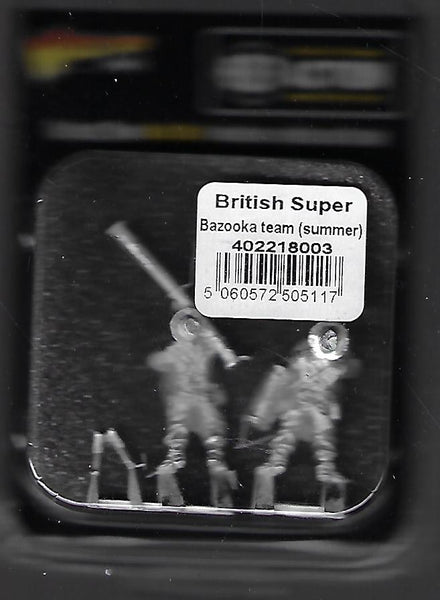 British Super
Bazooka team (summer)
402218003
5 060572 505117